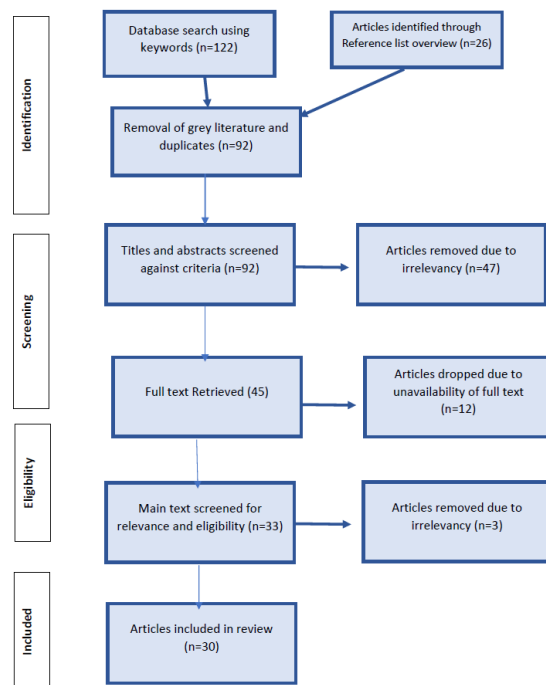 Identification
Database search using
keywords (n=122)
Articles identified through
Reference list overview (n=26)
Removal of grey literature and
duplicates (n=92)
Screening
Titles and abstracts screened
against criteria (n=92)
Articles removed due to
irrelevancy (n=47)
Full text Retrieved (45)
Articles dropped due to
unavailability of full text
(n=12)
Eligibility
Main text screened for
relevance and eligibility (n=33)
Articles removed due to
irrelevancy (n=3)
Included
Articles included in review
(n=30)